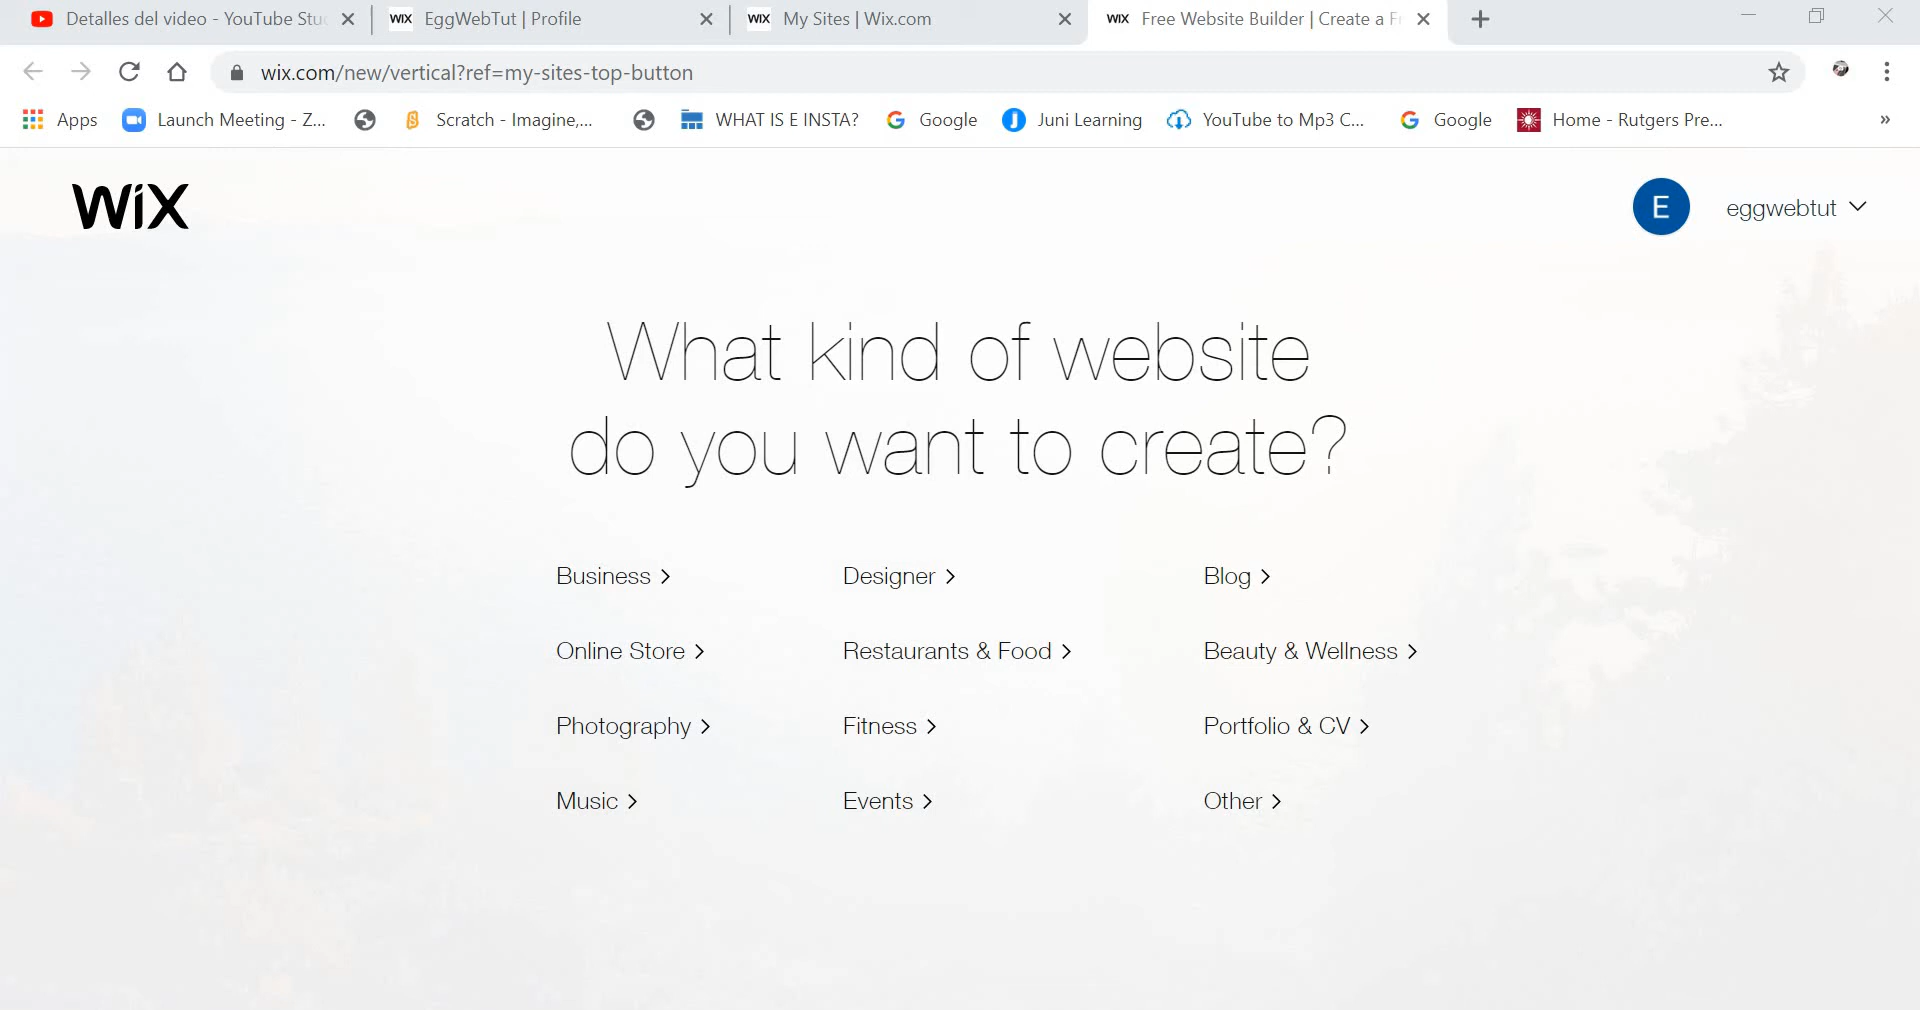 Detalles del video - YouTube Stu
WIX EggWebTut | Profile
WIX My Sites | Wix.com
WIX Free Website Builder | Create a F
wix.com/new/vertical?ref=my-sites-top-button
Apps
Launch Meeting - Z...
Scratch - Imagine,...
WHAT IS E INSTA?
Google
Juni Learning
YouTube to Mp3 C...
Google
Home - Rutgers Pre...
»
WiX
E eggwebtut
What kind of website
do you want to create?
Business >
Designer >
Blog >
Online Store >
Restaurants & Food >
Beauty & Wellness >
Photography >
Fitness >
Portfolio & CV >
Music >
Events >
Other >